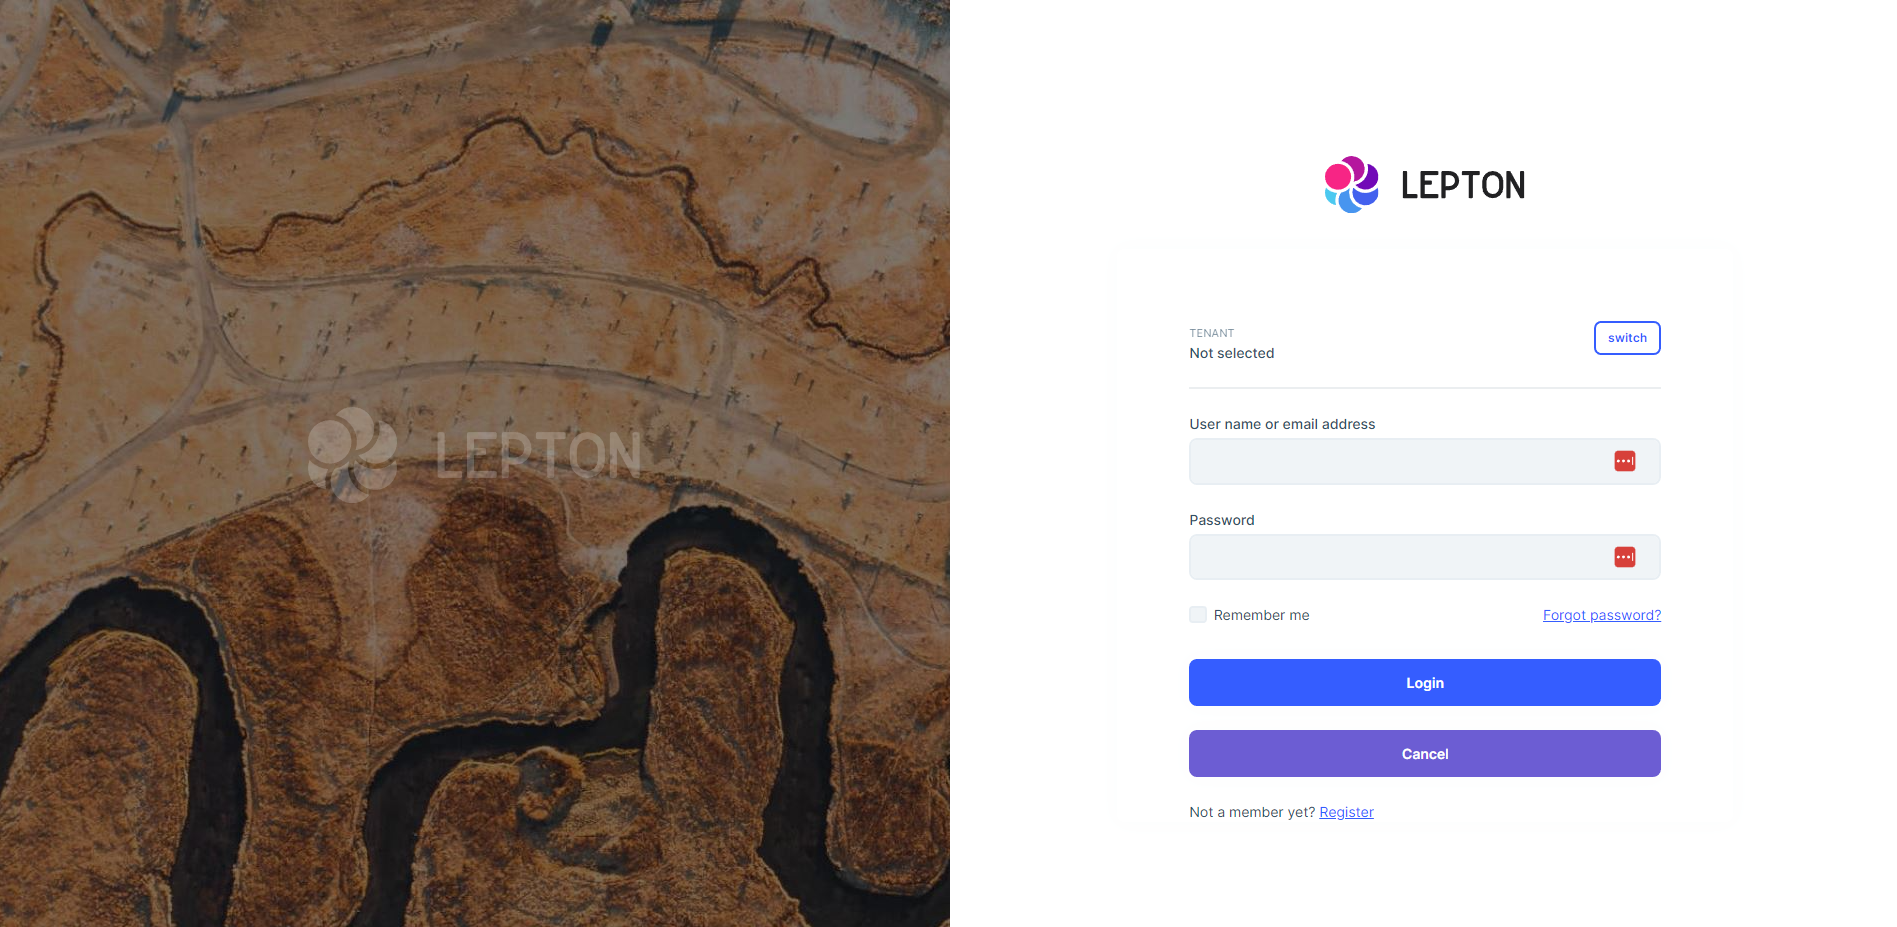 LEPTON
LEPTON
TENANT
Not selected
switch
User name or email address
Password
Remember me
Forgot password?
Login
Cancel
Not a member yet? Register